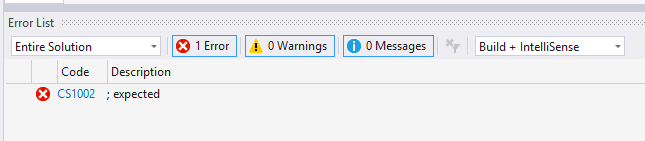 Error List
Entire Solution 1 Error 0 Warnings 0 Messages Build + IntelliSense
Code Description
CS1002 ; expected